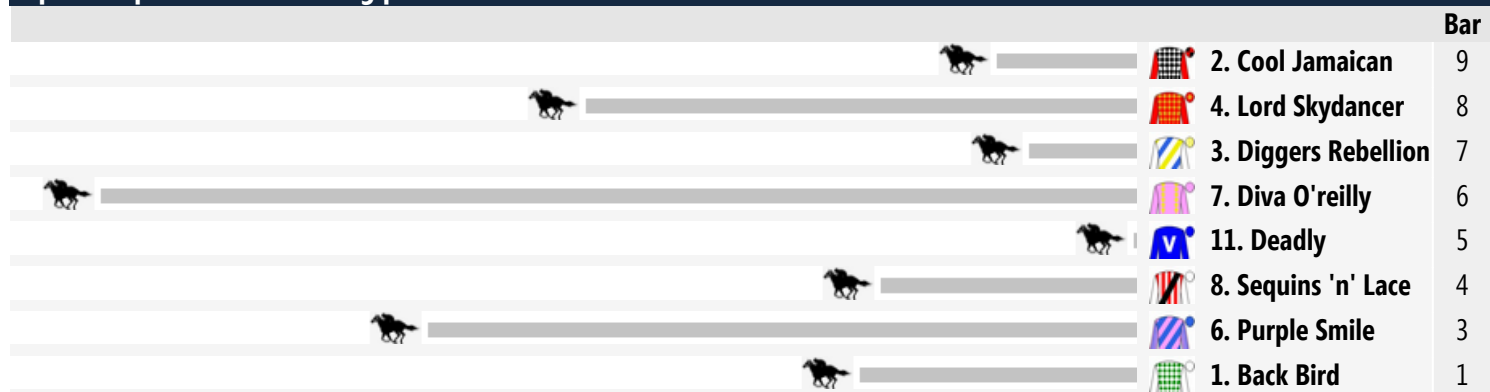 Bar
2. Cool Jamaican 9
4. Lord Skydancer 8
3. Diggers Rebellion 7
7. Diva O'reilly 6
V 11. Deadly 5
8. Sequins 'n' Lace 4
6. Purple Smile 3
1. Back Bird 1